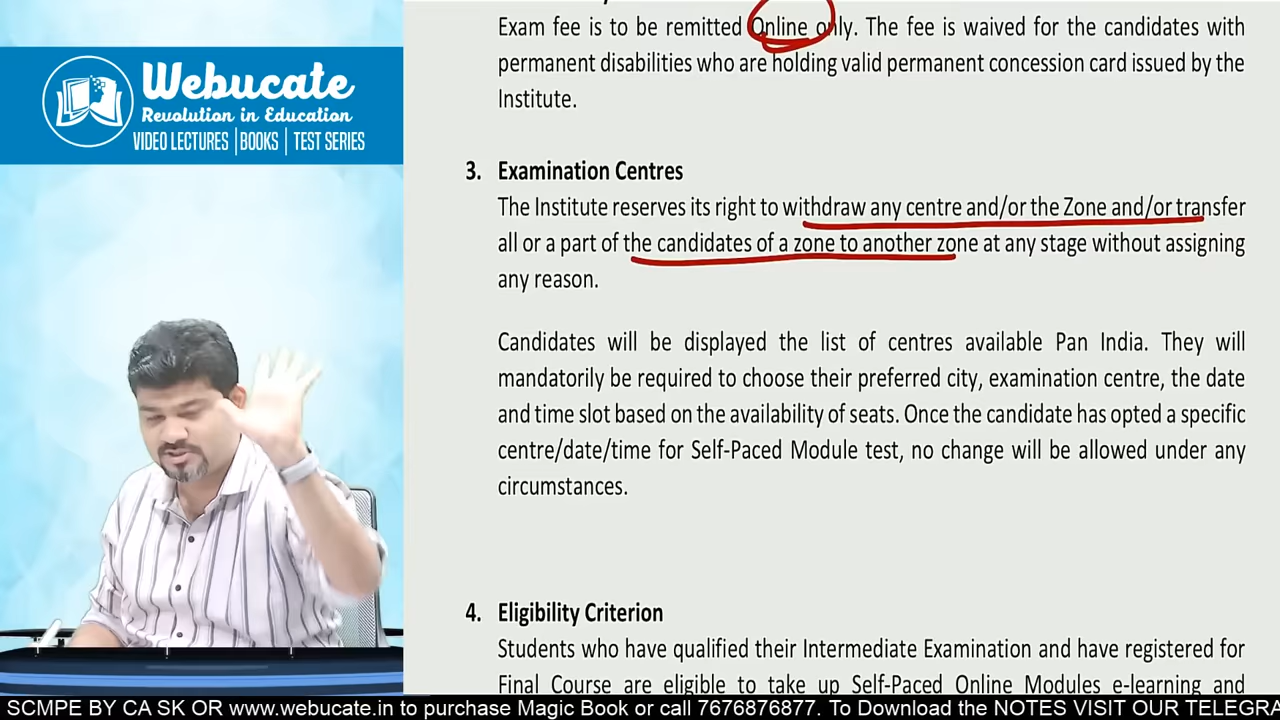 Webucate
Revolution in Education
VIDEO LECTURES | BOOKS | TEST SERIES
Exam fee is to be remitted Online only. The fee is waived for the candidates with
permanent disabilities who are holding valid permanent concession card issued by the
Institute.
3. Examination Centres
The Institute reserves its right to withdraw any centre and/or the Zone and/or transfer
all or a part of the candidates of a zone to another zone at any stage without assigning
any reason.
Candidates will be displayed the list of centres available Pan India. They will
mandatorily be required to choose their preferred city, examination centre, the date
and time slot based on the availability of seats. Once the candidate has opted a specific
centre/date/time for Self-Paced Module test, no change will be allowed under any
circumstances.
4. Eligibility Criterion
Students who have qualified their Intermediate Examination and have registered for
Final Course are eligible to take up Self-Paced Online Modules e-learning and
SCMPE BY CA SK OR www.webucate.in to purchase Magic Book or call 7676876877. To Download the NOTES VISIT OUR TELEGRA